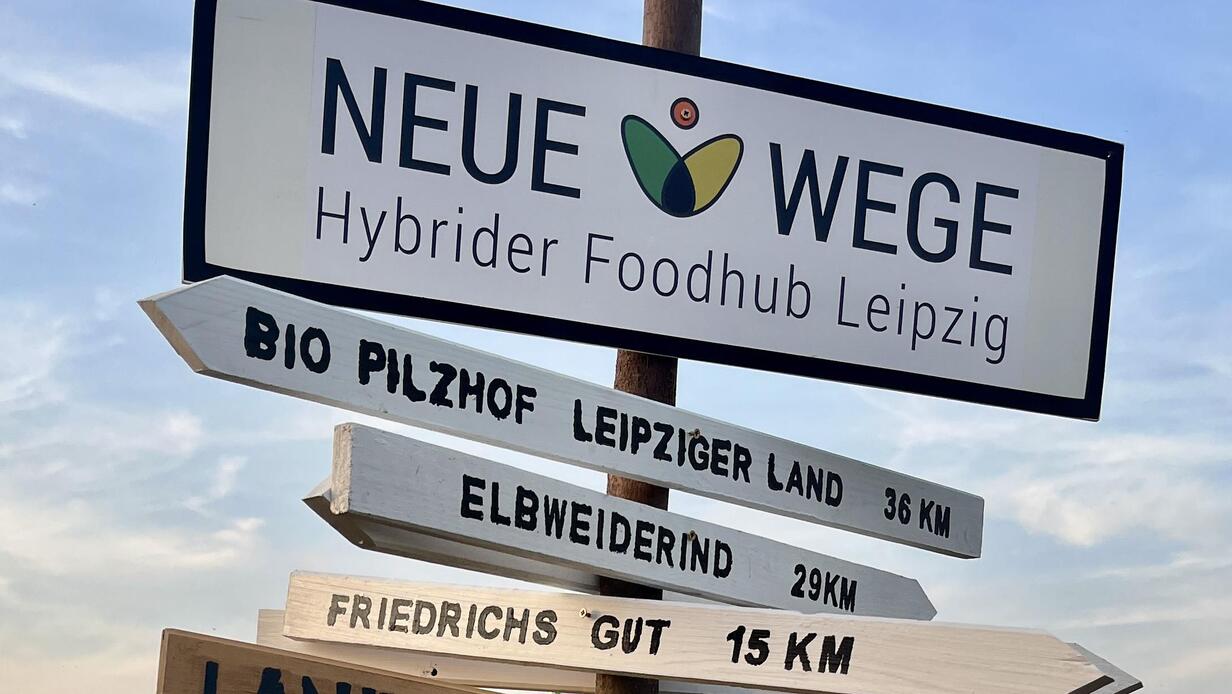 NEUE WEGE
Hybrider Foodhub Leipzig
BIO PILZHOF LEIPZIGER LAND 36 KM
ELBWEIDERIND 29KM
FRIEDRICHS GUT 15 KM